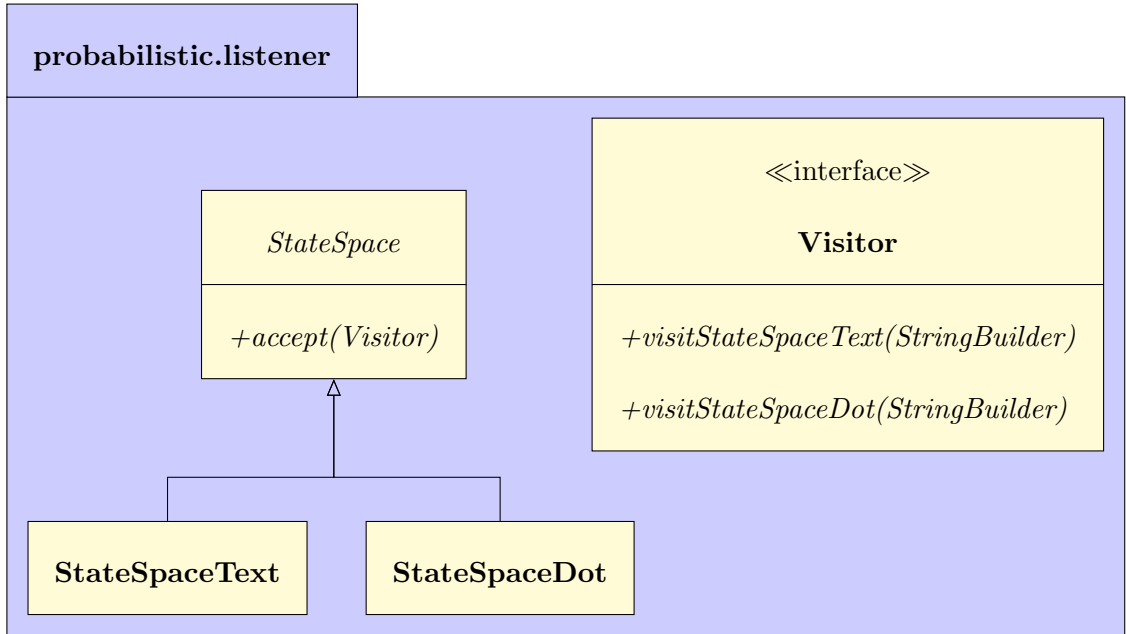 probabilistic.listener
StateSpace
+accept(Visitor)
≪interface≫
Visitor
+visitStateSpaceText(StringBuilder)
+visitStateSpaceDot(StringBuilder)
StateSpaceText
StateSpaceDot